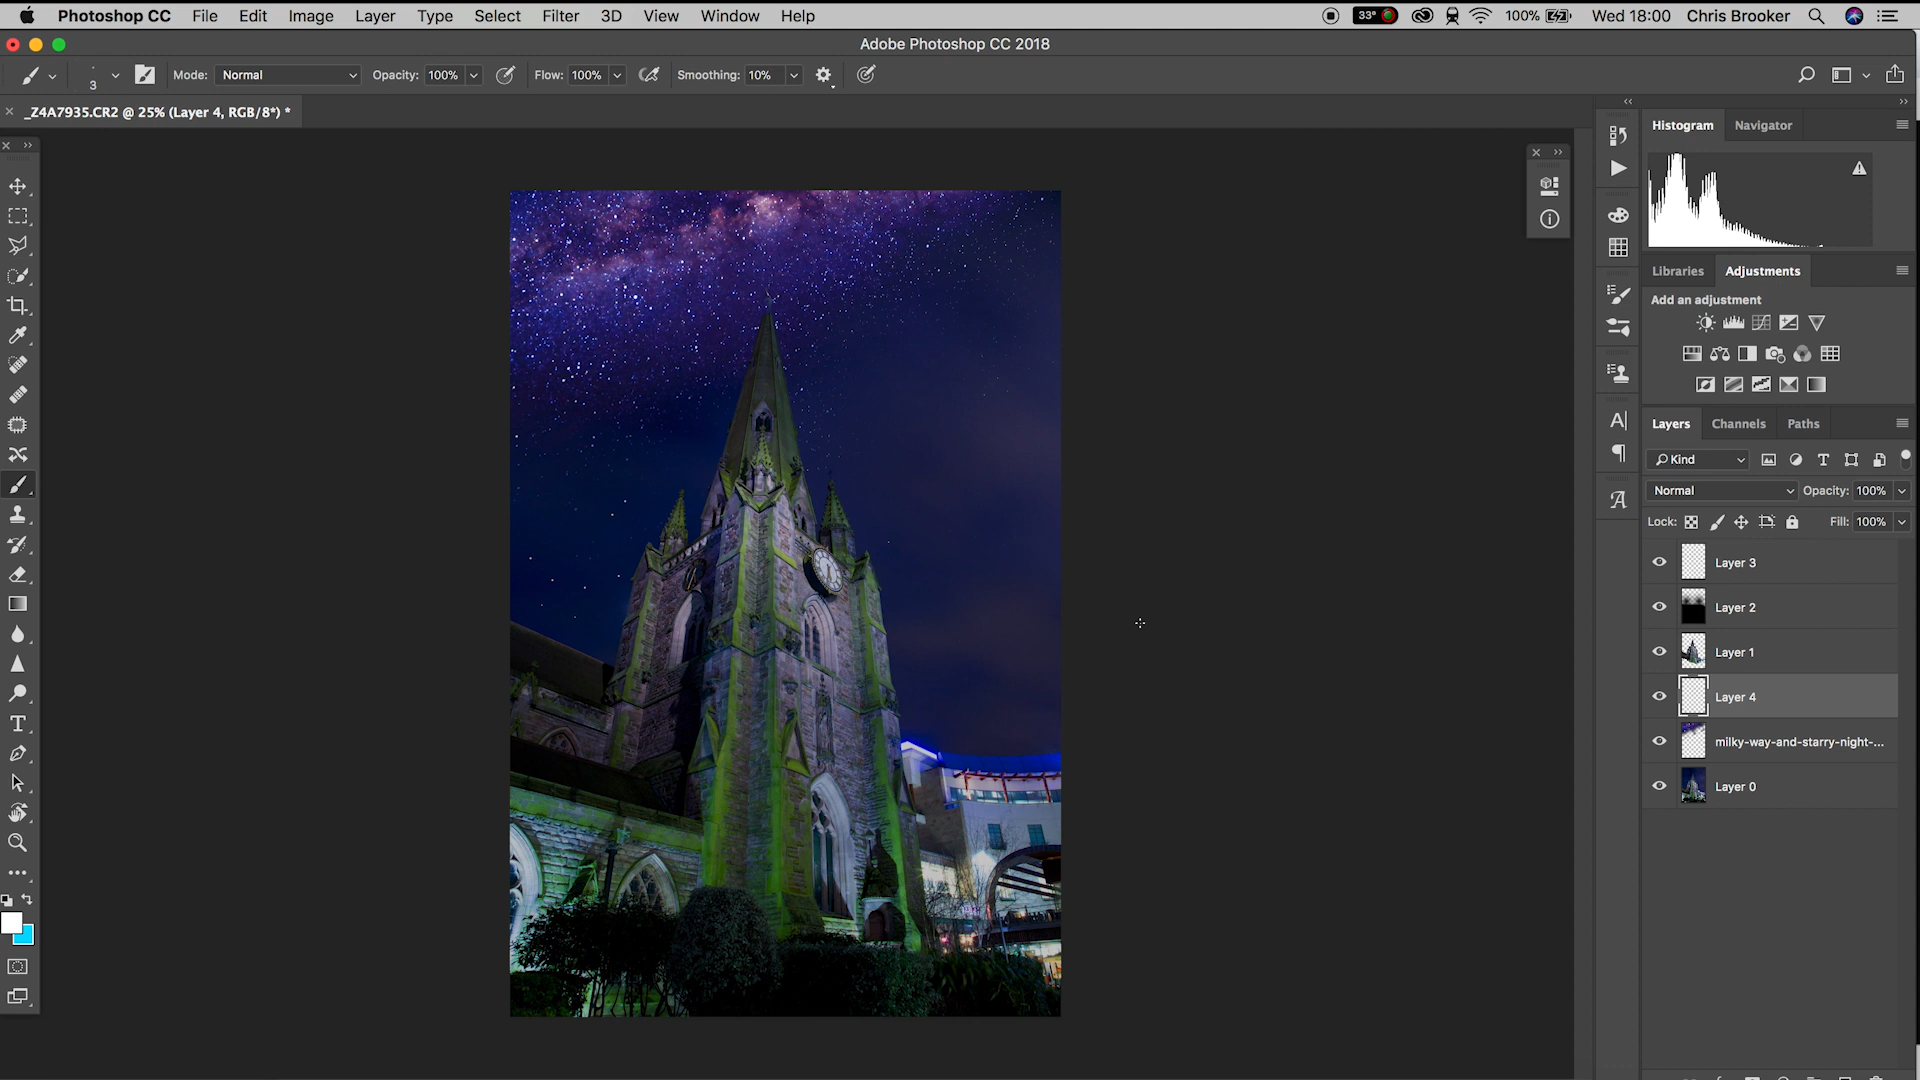 Photoshop CC File Edit Image Layer Type Select Filter 3D View Window Help 33° 100% Wed 18:00 Chris Brooker
Adobe Photoshop CC 2018
3 Mode: Normal Opacity: 100% Flow: 100% Smoothing: 10%
_Z4A7935.CR2 @ 25% (Layer 4, RGB/8*) *
Histogram Navigator
Libraries Adjustments
Add an adjustment
Layers Channels Paths
Kind
Normal Opacity: 100%
Lock: Fill: 100%
Layer 3
Layer 2
Layer 1
Layer 4
milky-way-and-starry-night-...
Layer 0